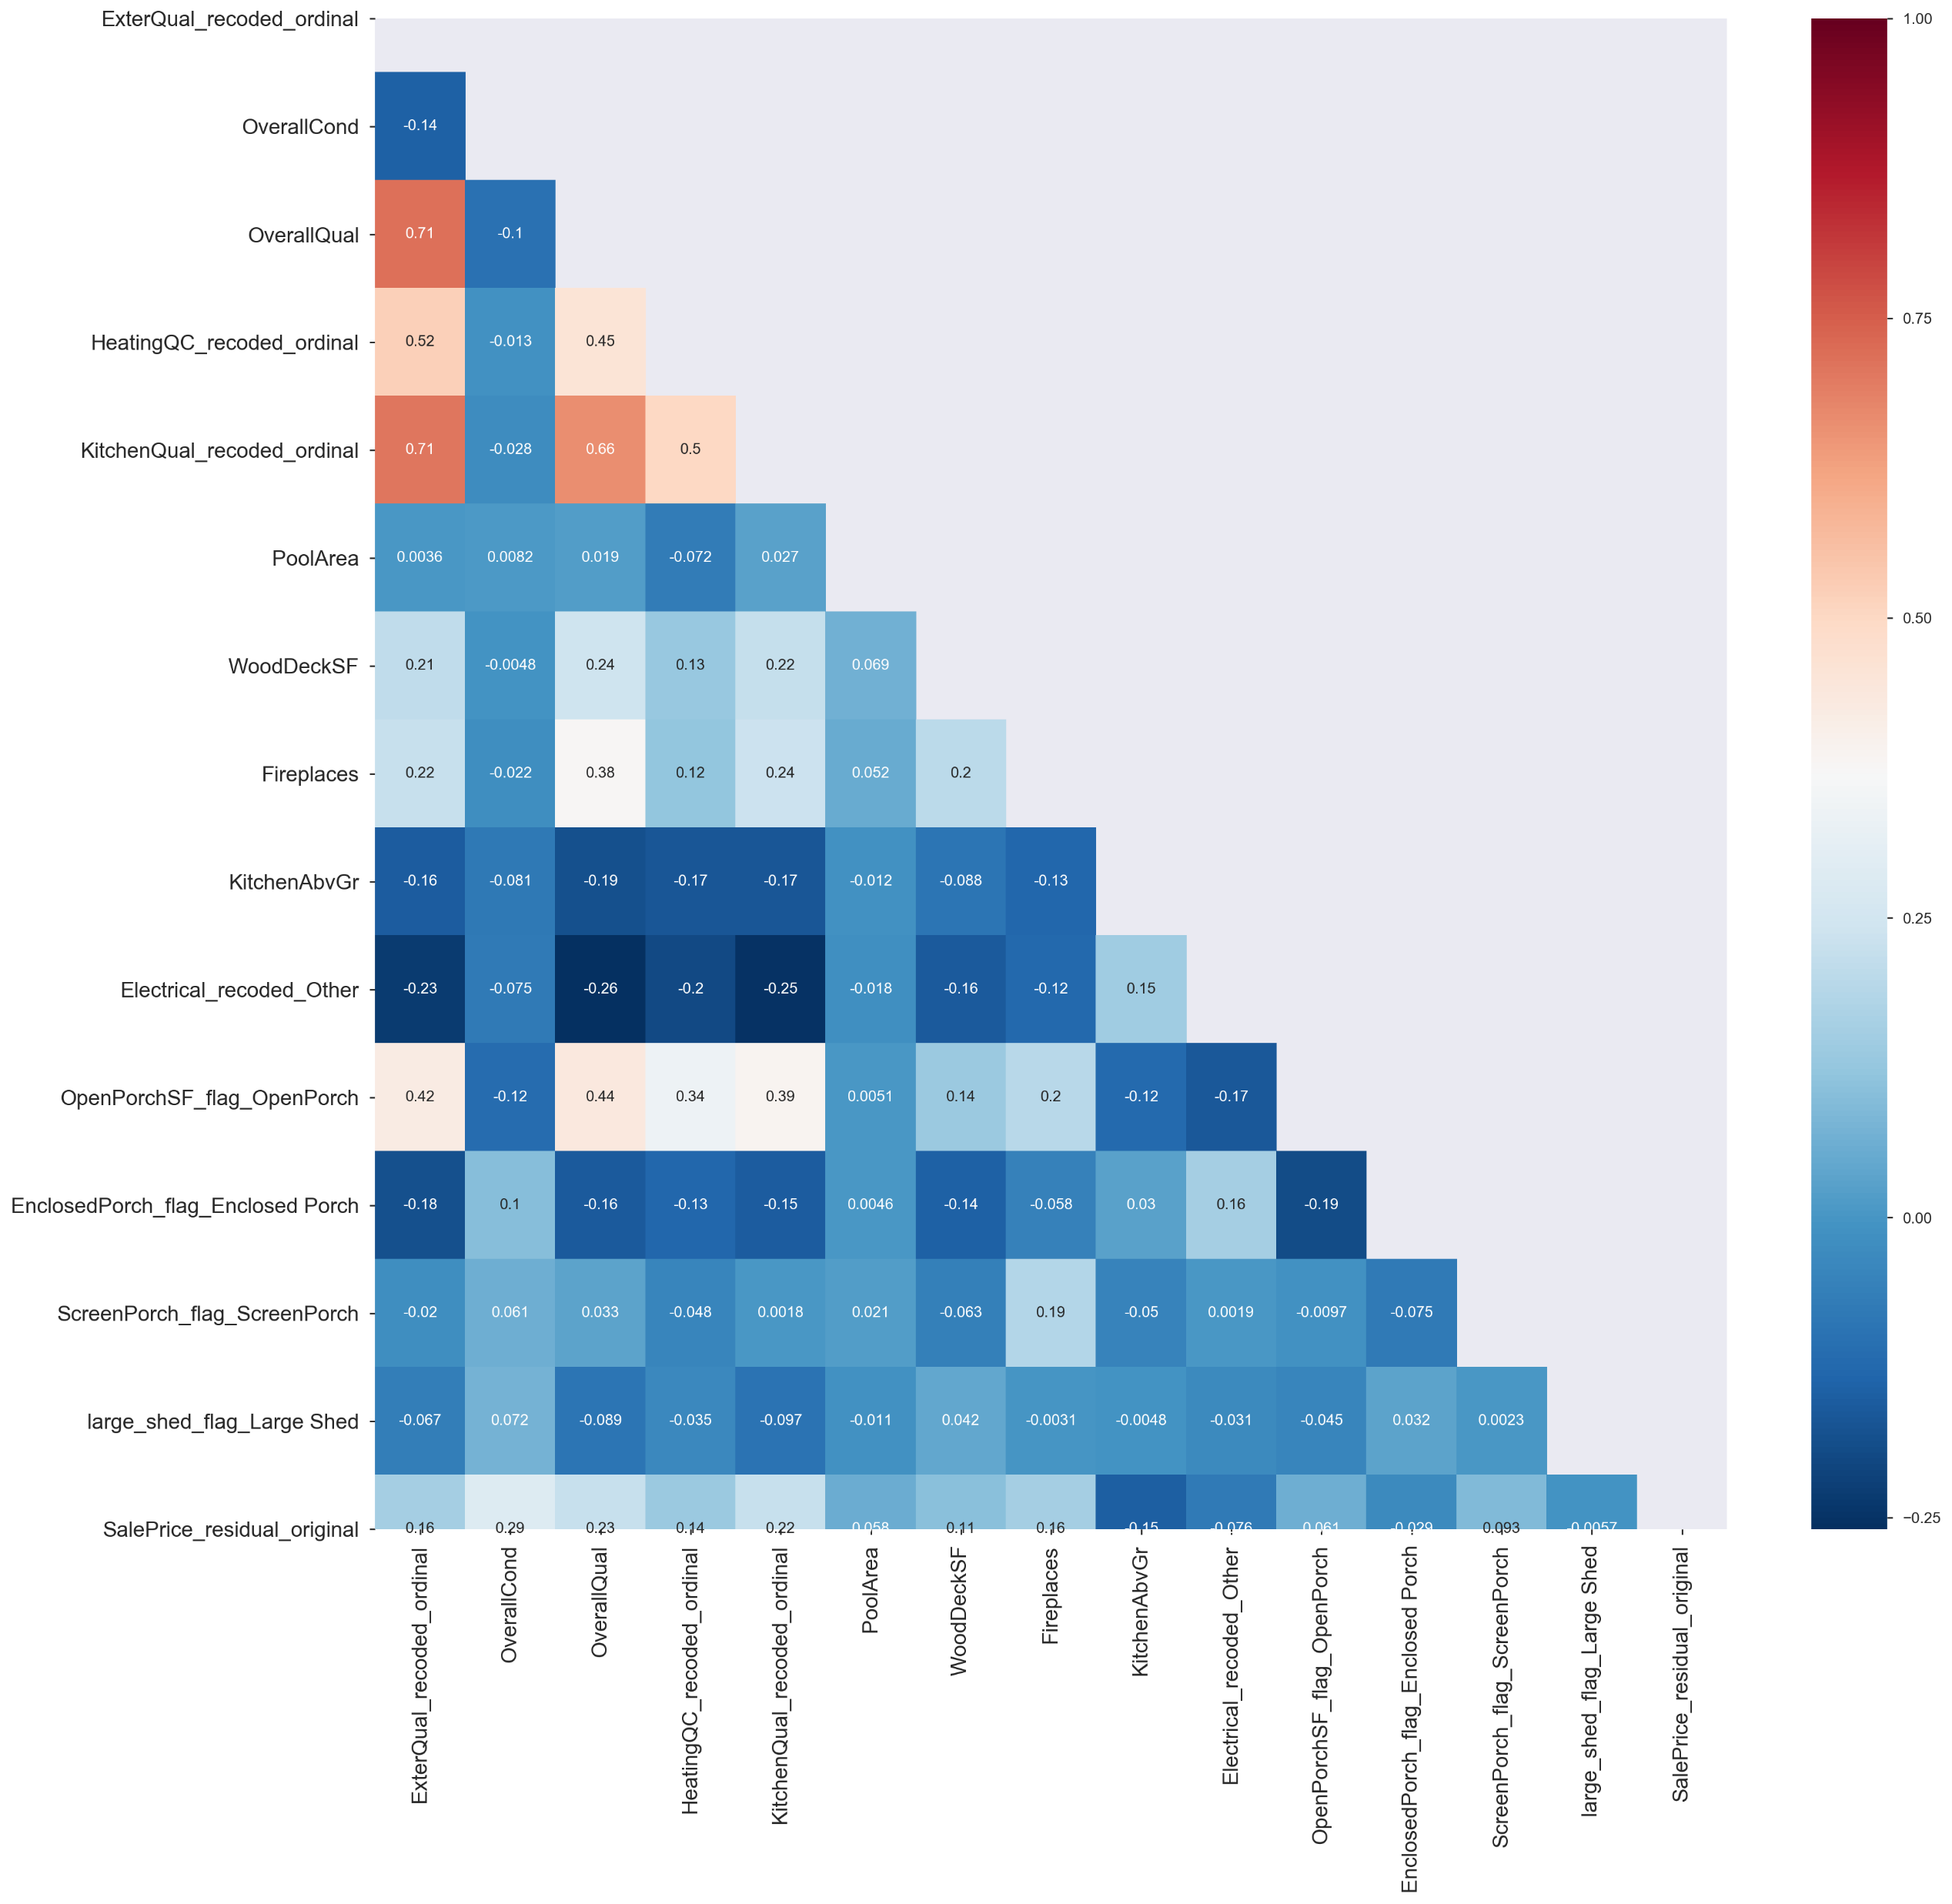 ExterQual_recoded_ordinal
OverallCond -0.14
OverallQual 0.71 -0.1
HeatingQC_recoded_ordinal 0.52 -0.013 0.45
KitchenQual_recoded_ordinal 0.71 -0.028 0.66 0.5
PoolArea 0.0036 0.0082 0.019 -0.072 0.027
WoodDeckSF 0.21 -0.0048 0.24 0.13 0.22 0.069
Fireplaces 0.22 -0.022 0.38 0.12 0.24 0.052 0.2
KitchenAbvGr -0.16 -0.081 -0.19 -0.17 -0.17 -0.012 -0.088 -0.13
Electrical_recoded_Other -0.23 -0.075 -0.26 -0.2 -0.25 -0.018 -0.16 -0.12 0.15
OpenPorchSF_flag_OpenPorch 0.42 -0.12 0.44 0.34 0.39 0.0051 0.14 0.2 -0.12 -0.17
EnclosedPorch_flag_Enclosed Porch -0.18 0.1 -0.16 -0.13 -0.15 0.0046 -0.14 -0.058 0.03 0.16 -0.19
ScreenPorch_flag_ScreenPorch -0.02 0.061 0.033 -0.048 0.0018 0.021 -0.063 0.19 -0.05 0.0019 -0.0097 -0.075
large_shed_flag_Large Shed -0.067 0.072 -0.089 -0.035 -0.097 -0.011 0.042 -0.0031 -0.0048 -0.031 -0.045 0.032 0.0023
SalePrice_residual_original 0.16 0.29 0.23 0.14 0.22 0.058 0.11 0.16 -0.15 -0.076 0.061 -0.029 0.093 -0.0057
ExterQual_recoded_ordinal
OverallCond
OverallQual
HeatingQC_recoded_ordinal
KitchenQual_recoded_ordinal
PoolArea
WoodDeckSF
Fireplaces
KitchenAbvGr
Electrical_recoded_Other
OpenPorchSF_flag_OpenPorch
EnclosedPorch_flag_Enclosed Porch
ScreenPorch_flag_ScreenPorch
large_shed_flag_Large Shed
SalePrice_residual_original
1.00
0.75
0.50
0.25
0.00
−0.25